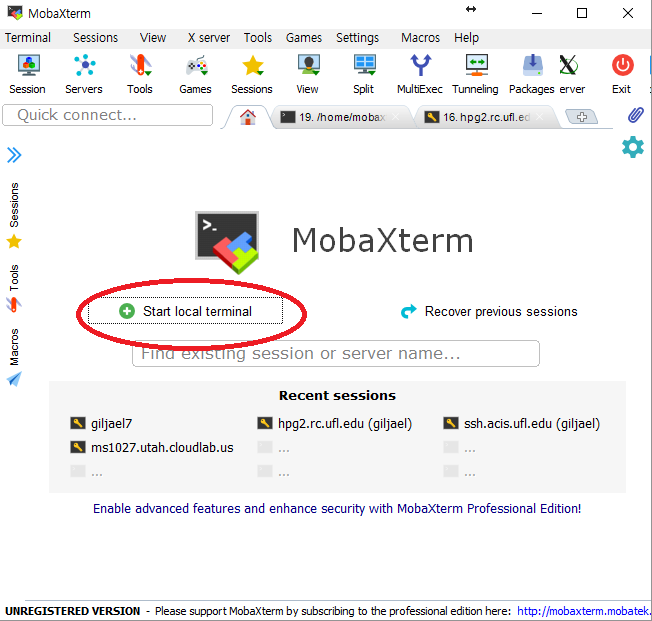 MobaXterm
Terminal Sessions View X server Tools Games Settings Macros Help
Session Servers Tools Games Sessions View Split MultiExec Tunneling Packages erver Exit
Quick connect... 19. /home/mobax 16. hpg2.rc.ufl.ed
Sessions
Tools
Macros
>_
MobaXterm
Start local terminal Recover previous sessions
Find existing session or server name...
Recent sessions
giljael7 hpg2.rc.ufl.edu (giljael) ssh.acis.ufl.edu (giljael)
ms1027.utah.cloudlab.us ... ...
... ... ...
Enable advanced features and enhance security with MobaXterm Professional Edition!
UNREGISTERED VERSION - Please support MobaXterm by subscribing to the professional edition here: http://mobaxterm.mobatek.